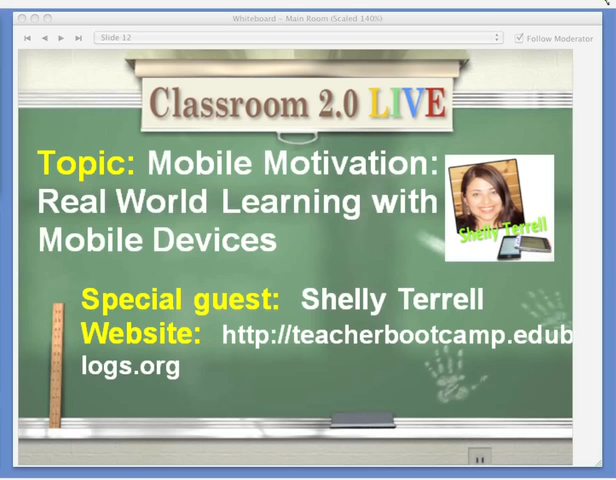 Whiteboard – Main Room (Scaled 140%)
Slide 12
Follow Moderator
Classroom 2.0 LIVE
Topic: Mobile Motivation:
Real World Learning with
Mobile Devices
Shelly Terrell
Special guest: Shelly Terrell
Website: http://teacherbootcamp.edub
logs.org